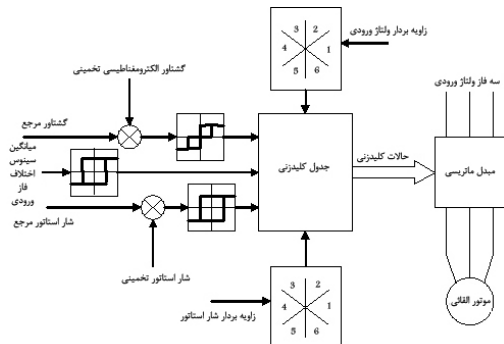 3 2
4 1
5 6
زاویه بردار ولتاژ ورودی
سه فاز ولتاژ ورودی
گشتاور الکترومغناطیسی تخمینی
گشتاور مرجع
میانگین
سینوس
اختلاف
فاز
ورودی
شار استاتور مرجع
جدول کلیدزنی
حالات کلیدزنی
مبدل ماتریسی
شار استاتور تخمینی
3 2
4 1
5 6
زاویه بردار شار استاتور
موتور القائی